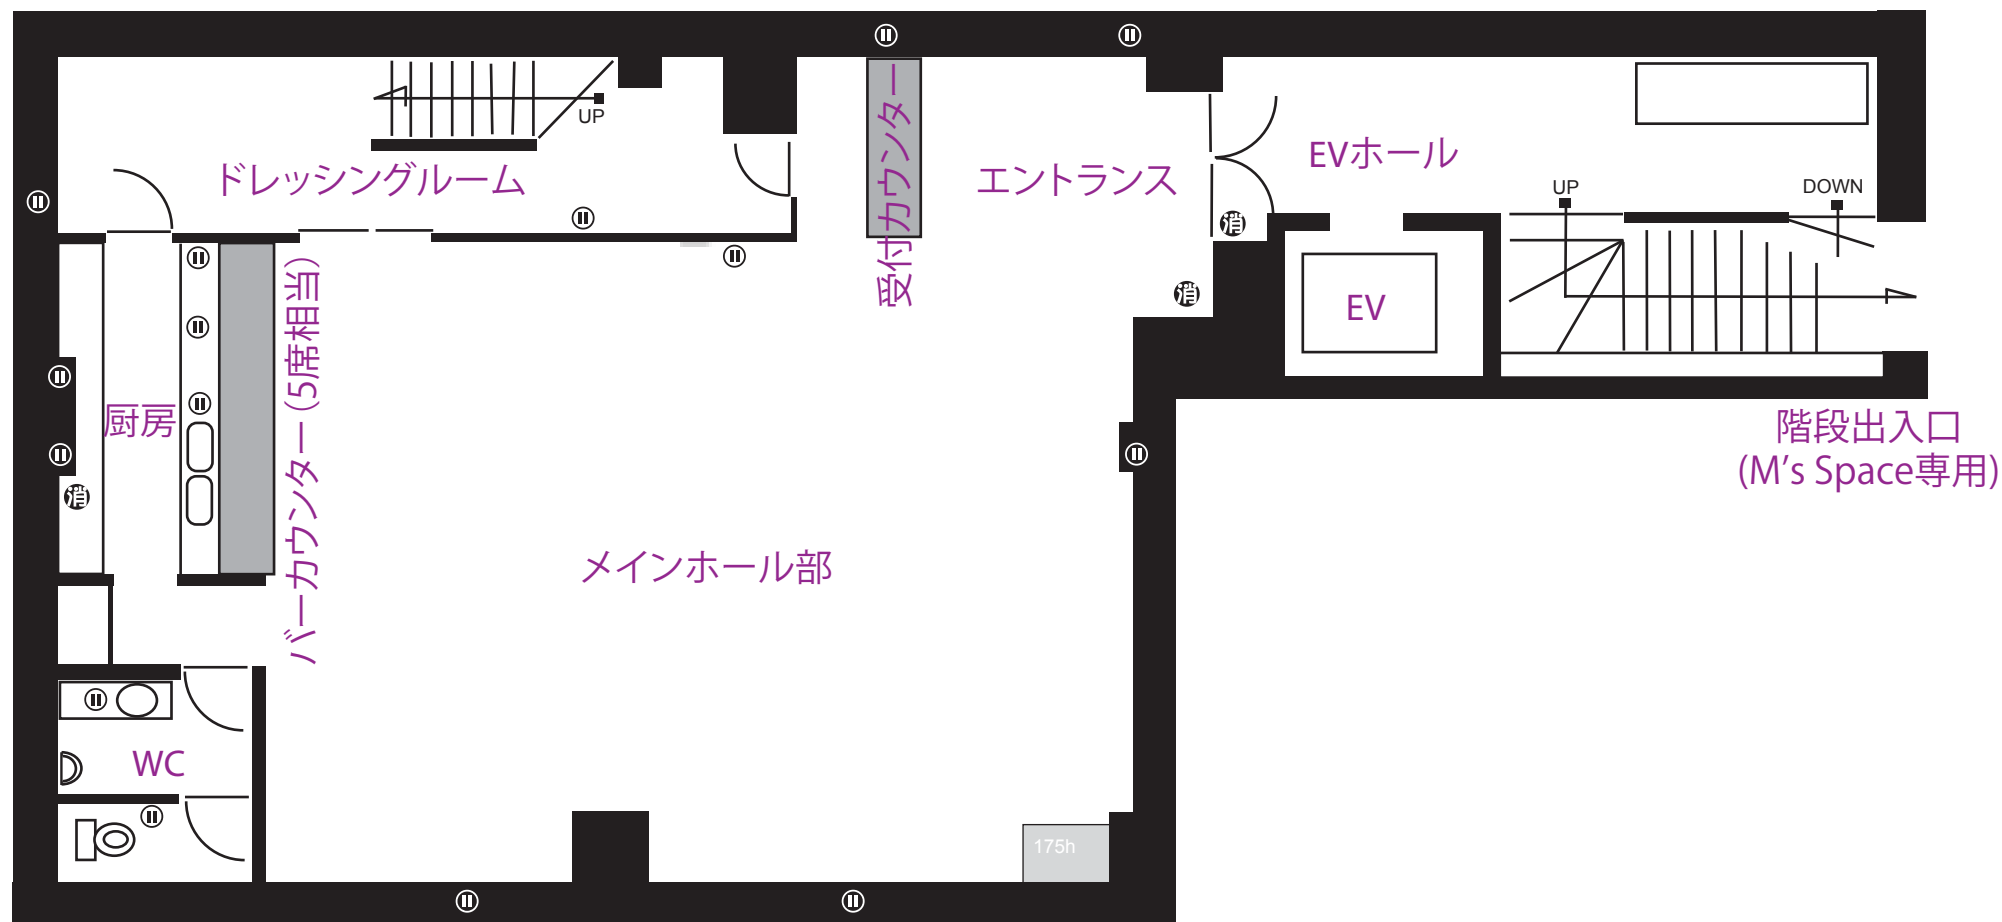 UP
ドレッシングルーム
受付カウンター
エントランス
EVホール
UP
DOWN
消
消
EV
バーカウンター(5席相当)
厨房
消
階段出入口
(M's Space専用)
メインホール部
WC
175h